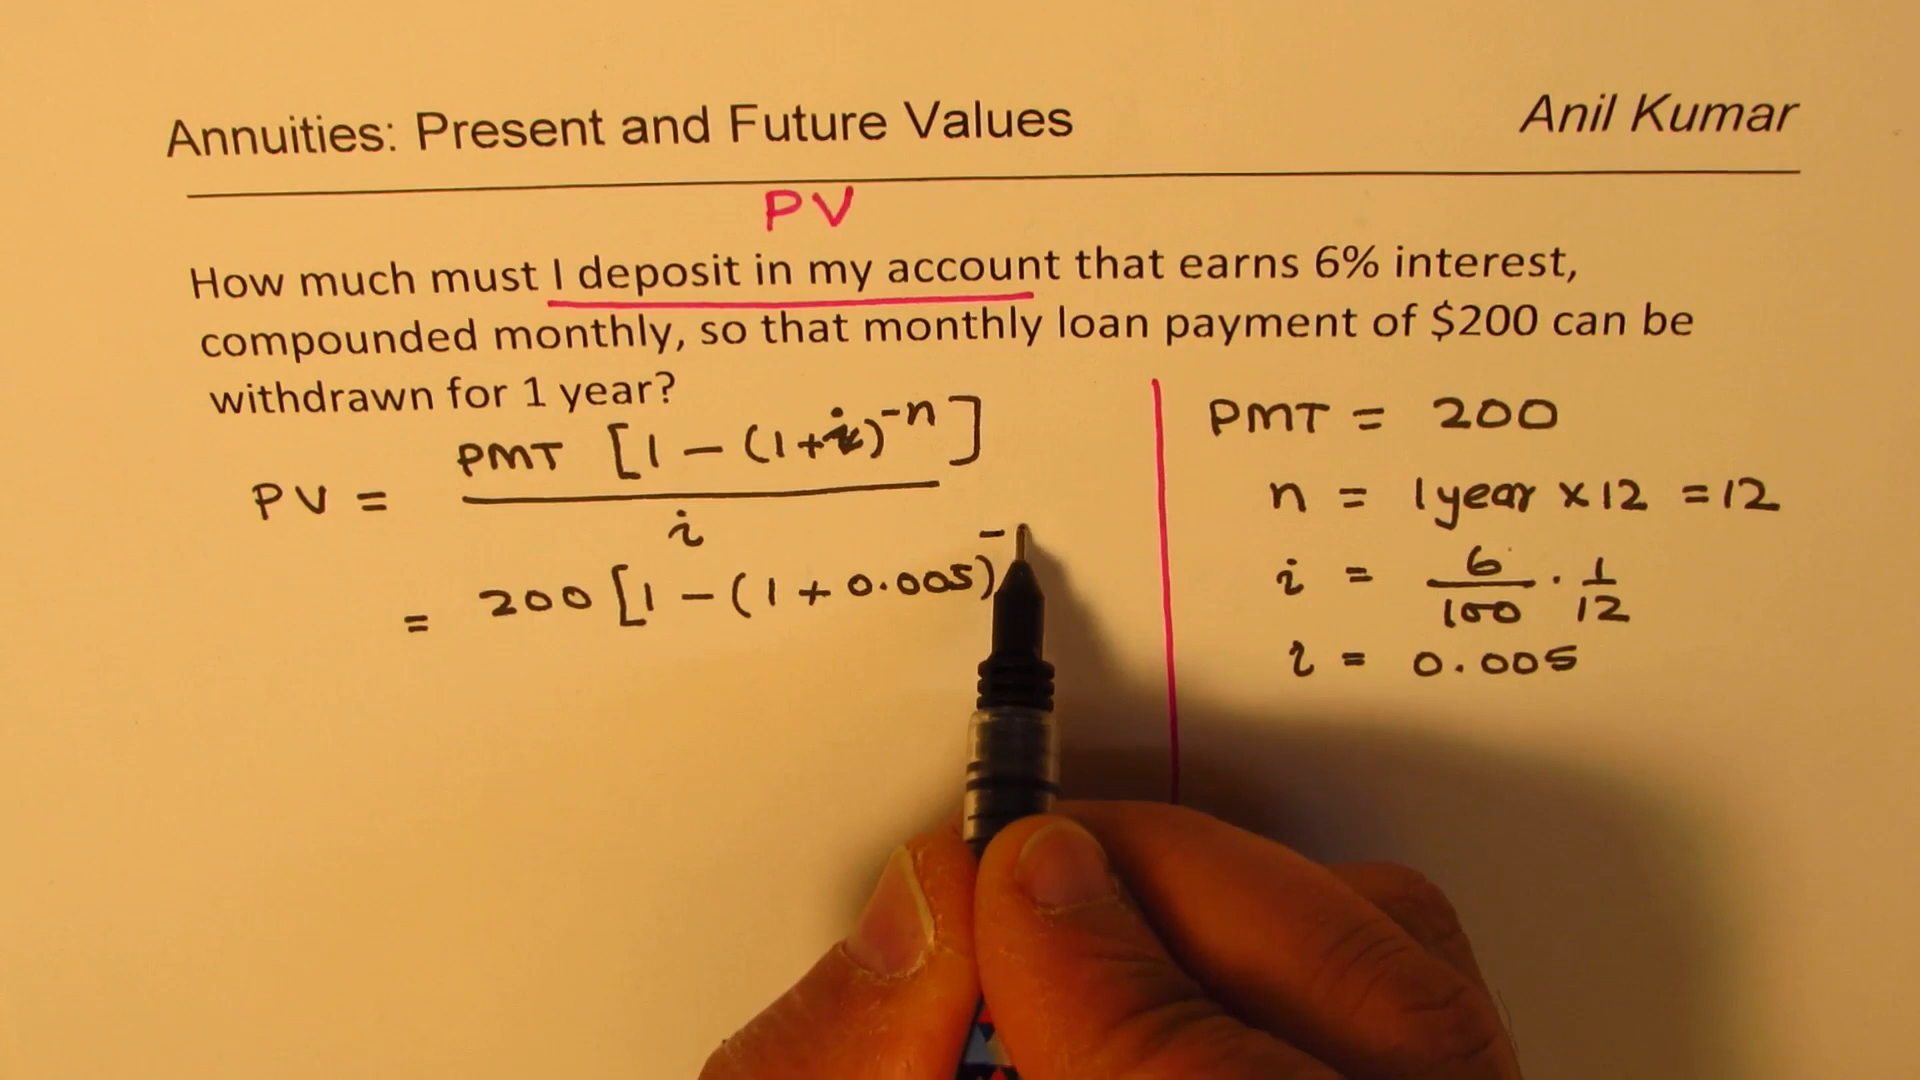 Annuities: Present and Future Values Anil Kumar
PV
How much must I deposit in my account that earns 6% interest,
compounded monthly, so that monthly loan payment of $200 can be
withdrawn for 1 year?
PV = PMT [1 - (1+i)^-n] / i
= 200 [1 - (1 + 0.005)^-
PMT = 200
n = 1 year × 12 = 12
i = 6/100 · 1/12
i = 0.005